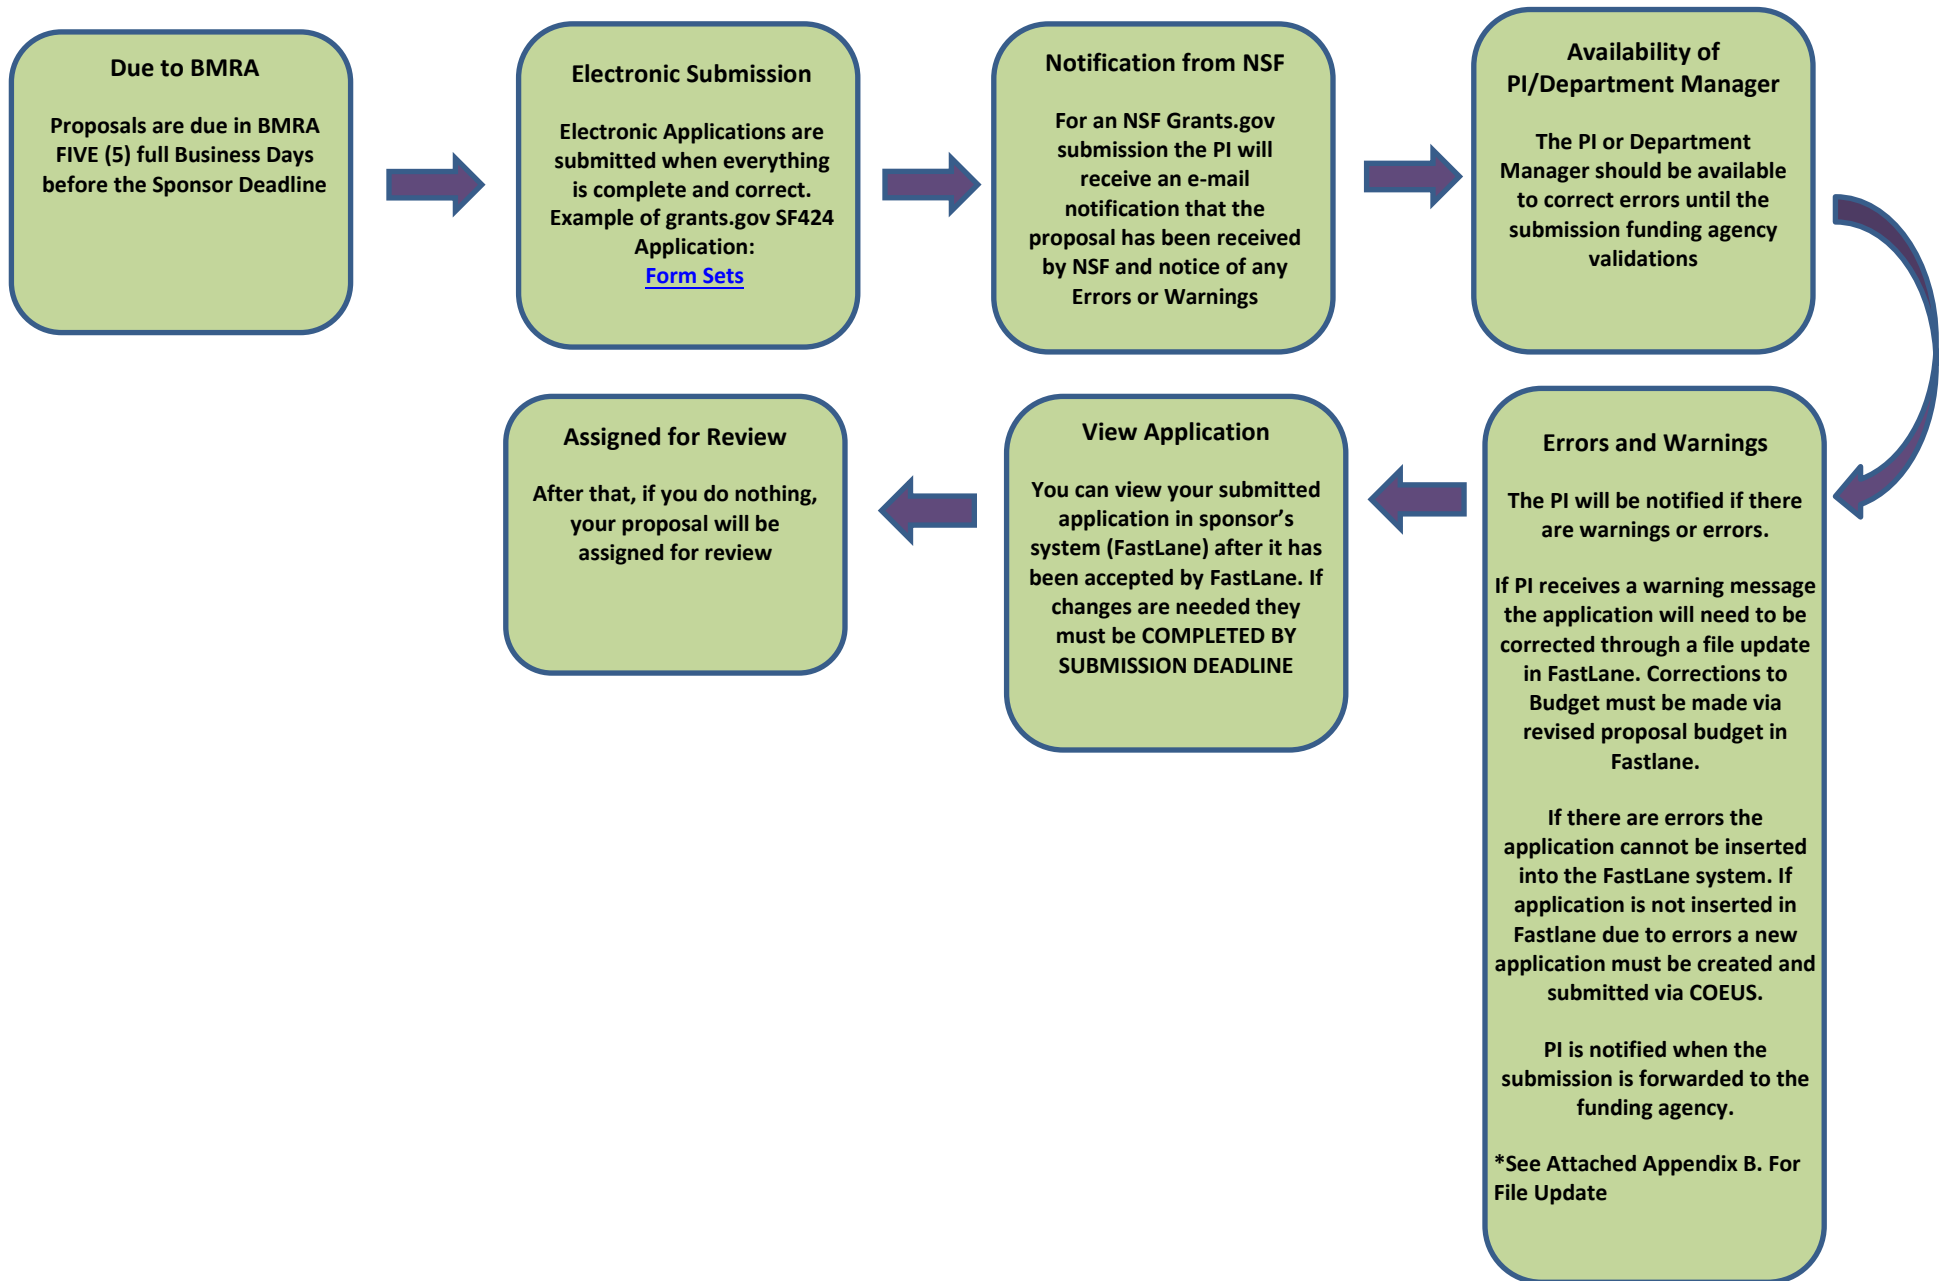 Due to BMRA
Proposals are due in BMRA
FIVE (5) full Business Days
before the Sponsor Deadline
Electronic Submission
Electronic Applications are
submitted when everything
is complete and correct.
Example of grants.gov SF424
Application:
Form Sets
Notification from NSF
For an NSF Grants.gov
submission the PI will
receive an e-mail
notification that the
proposal has been received
by NSF and notice of any
Errors or Warnings
Availability of
PI/Department Manager
The PI or Department
Manager should be available
to correct errors until the
submission funding agency
validations
Errors and Warnings
The PI will be notified if there
are warnings or errors.
If PI receives a warning message
the application will need to be
corrected through a file update
in FastLane. Corrections to
Budget must be made via
revised proposal budget in
Fastlane.
If there are errors the
application cannot be inserted
into the FastLane system. If
application is not inserted in
Fastlane due to errors a new
application must be created and
submitted via COEUS.
PI is notified when the
submission is forwarded to the
funding agency.
*See Attached Appendix B. For
File Update
View Application
You can view your submitted
application in sponsor’s
system (FastLane) after it has
been accepted by FastLane. If
changes are needed they
must be COMPLETED BY
SUBMISSION DEADLINE
Assigned for Review
After that, if you do nothing,
your proposal will be
assigned for review